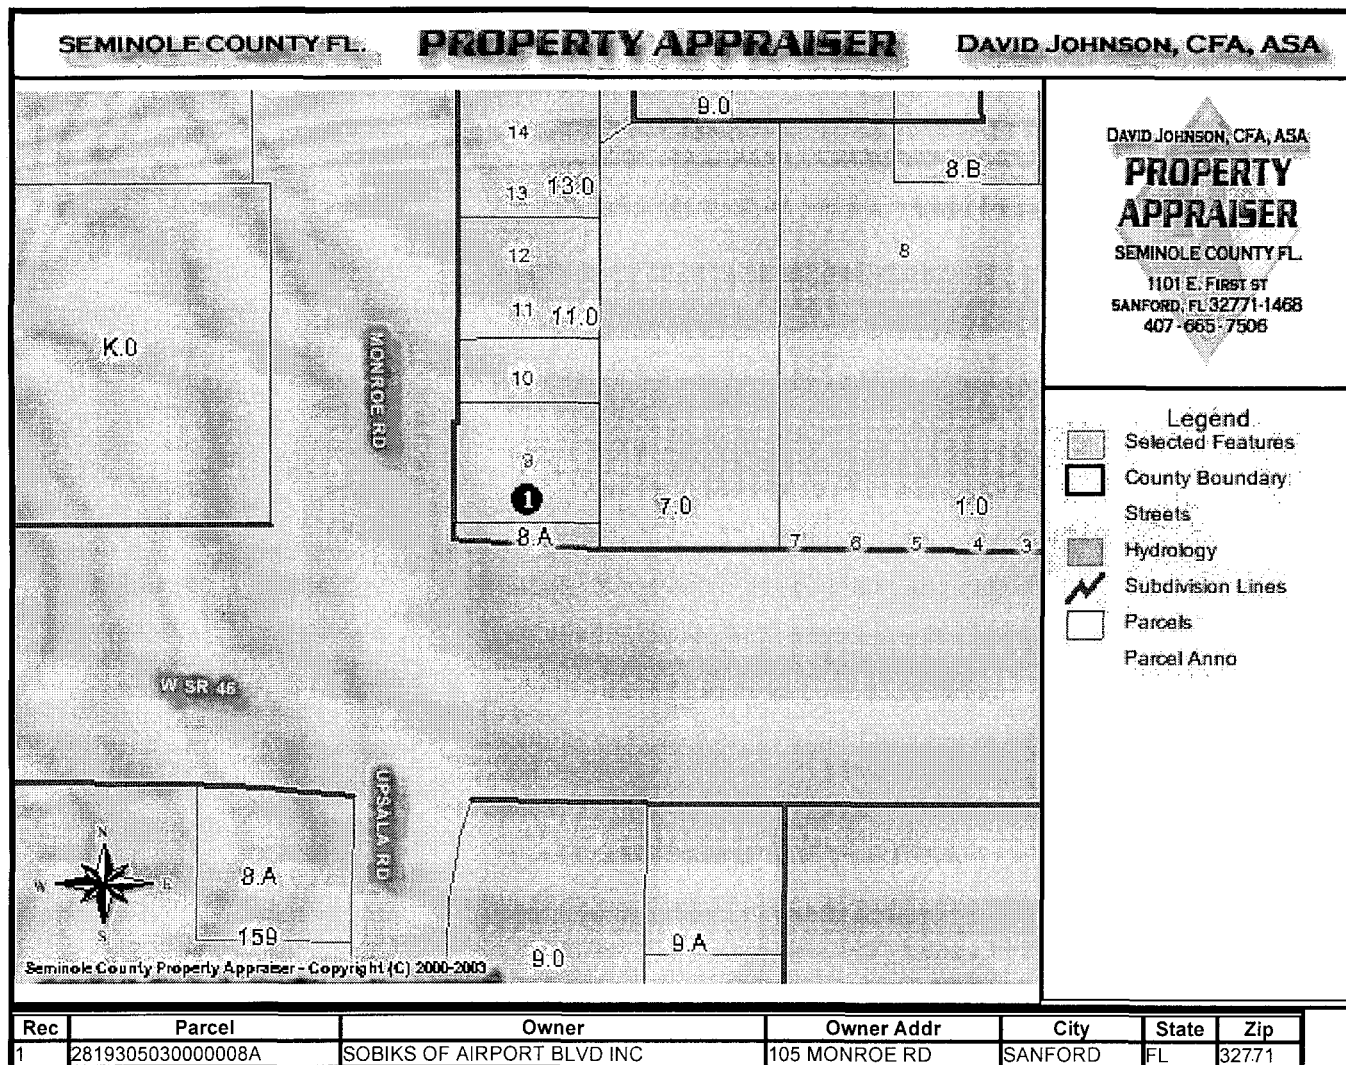 SEMINOLE COUNTY FL. PROPERTY APPRAISER DAVID JOHNSON, CFA, ASA
9.0
14
8.B
13 13.0
12
8
11 11.0
K.0
MONROE RD
10
9
1
7.0
1.0
8.A
7 6 5 4 3
W SR 46
UPSALA RD
N
W E
S
8.A
159
9.0
9.A
Seminole County Property Appraiser - Copyright (C) 2000-2003
DAVID JOHNSON, CFA, ASA
PROPERTY
APPRAISER
SEMINOLE COUNTY FL.
1101 E. FIRST ST
SANFORD, FL 32771-1468
407-665-7506
Legend
Selected Features
County Boundary
Streets
Hydrology
Subdivision Lines
Parcels
Parcel Anno
Rec Parcel Owner Owner Addr City State Zip
1 2819305030000008A SOBIKS OF AIRPORT BLVD INC 105 MONROE RD SANFORD FL 32771